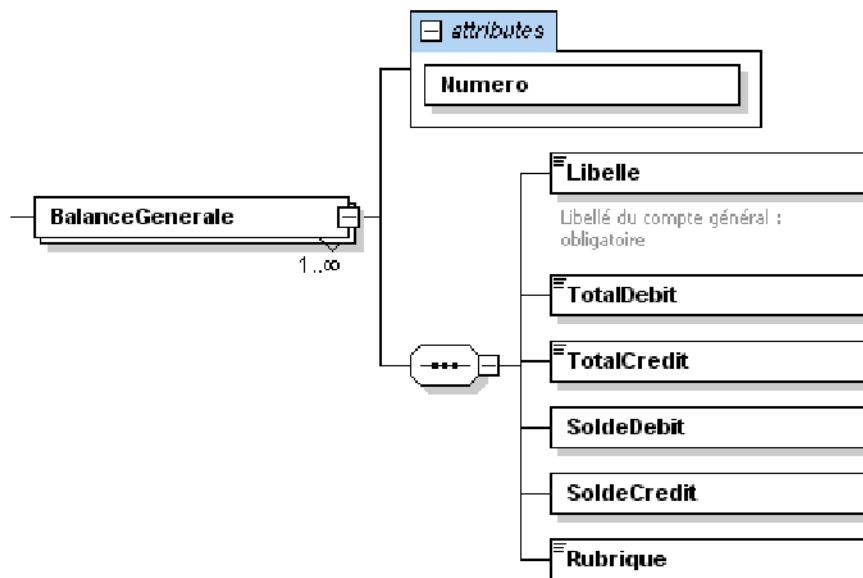 attributes
Numero
Libelle
BalanceGenerale
Libellé du compte général :
obligatoire
1..∞
TotalDebit
TotalCredit
SoldeDebit
SoldeCredit
Rubrique